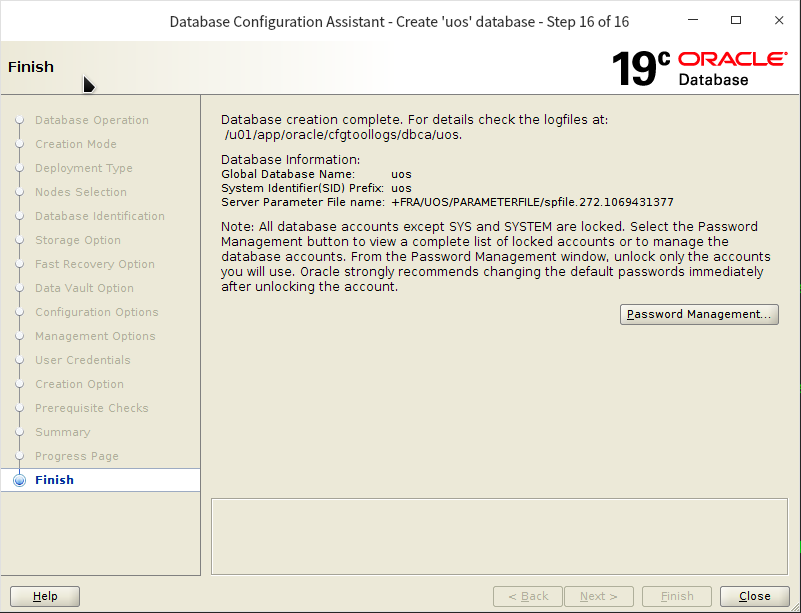 Database Configuration Assistant - Create 'uos' database - Step 16 of 16
Finish
19c ORACLE
Database
Database Operation
Creation Mode
Deployment Type
Nodes Selection
Database Identification
Storage Option
Fast Recovery Option
Data Vault Option
Configuration Options
Management Options
User Credentials
Creation Option
Prerequisite Checks
Summary
Progress Page
Finish
Database creation complete. For details check the logfiles at:
/u01/app/oracle/cfgtoollogs/dbca/uos.
Database Information:
Global Database Name: uos
System Identifier(SID) Prefix: uos
Server Parameter File name: +FRA/UOS/PARAMETERFILE/spfile.272.1069431377
Note: All database accounts except SYS and SYSTEM are locked. Select the Password
Management button to view a complete list of locked accounts or to manage the
database accounts. From the Password Management window, unlock only the accounts
you will use. Oracle strongly recommends changing the default passwords immediately
after unlocking the account.
Password Management...
Help
< Back
Next >
Finish
Close